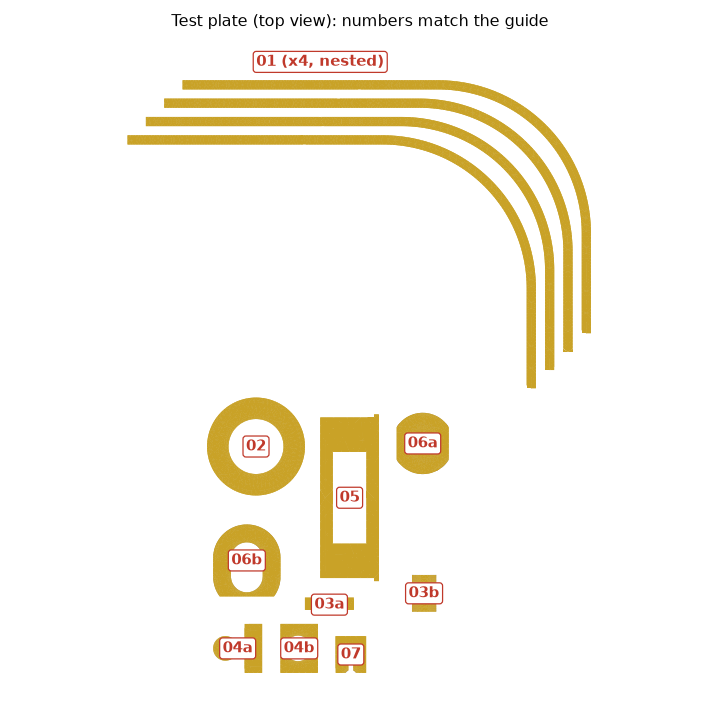 Test plate (top view): numbers match the guide
01 (x4, nested)
02
06a
05
06b
03b
03a
04a
04b
07